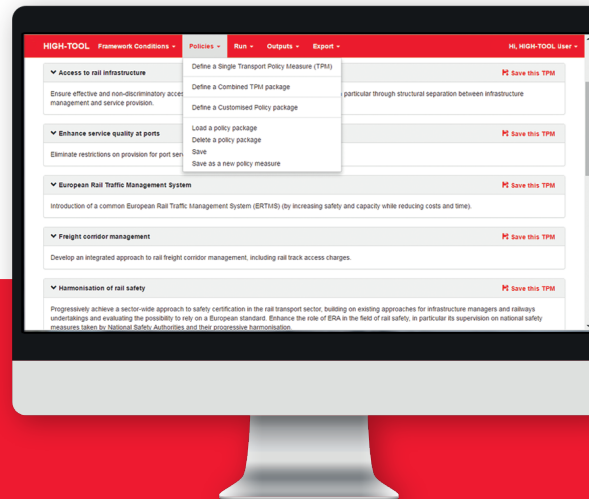 HIGH-TOOL Framework Conditions Policies Run Outputs Export Hi, HIGH-TOOL User
Define a Single Transport Policy Measure (TPM)
Define a Combined TPM package
Define a Customised Policy package
Load a policy package
Delete a policy package
Save
Save as a new policy measure
Access to rail infrastructure Save this TPM
Ensure effective and non-discriminatory acces particular through structural separation between infrastructure
management and service provision.
Enhance service quality at ports Save this TPM
Eliminate restrictions on provision for port ser
European Rail Traffic Management System Save this TPM
Introduction of a common European Rail Traffic Management System (ERTMS) (by increasing safety and capacity while reducing costs and time).
Freight corridor management Save this TPM
Develop an integrated approach to rail freight corridor management, including rail track access charges.
Harmonisation of rail safety Save this TPM
Progressively achieve a sector-wide approach to safety certification in the rail transport sector, building on existing approaches for infrastructure managers and railways
undertakings and evaluating the possibility to rely on a European standard. Enhance the role of ERA in the field of rail safety, in particular its supervision on national safety
measures taken by National Safety Authorities and their progressive harmonisation.